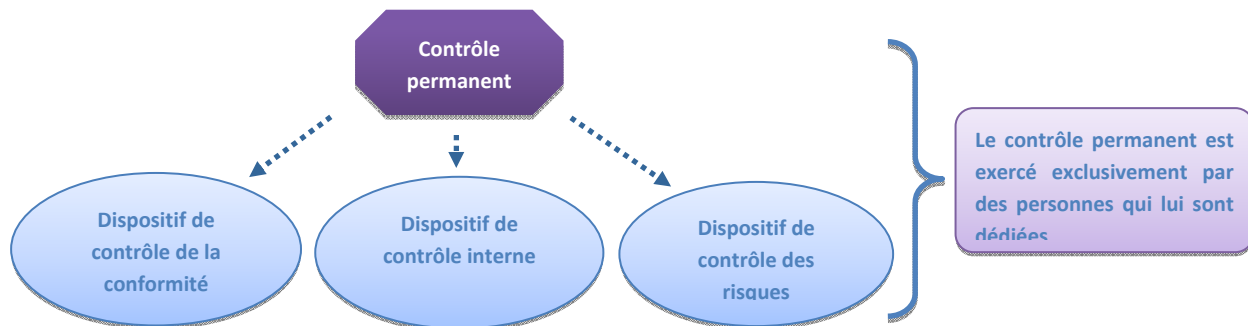 Contrôle
permanent
Dispositif de
contrôle de la
conformité
Dispositif de
contrôle interne
Dispositif de
contrôle des
risques
Le contrôle permanent est
exercé exclusivement par
des personnes qui lui sont
dédiées